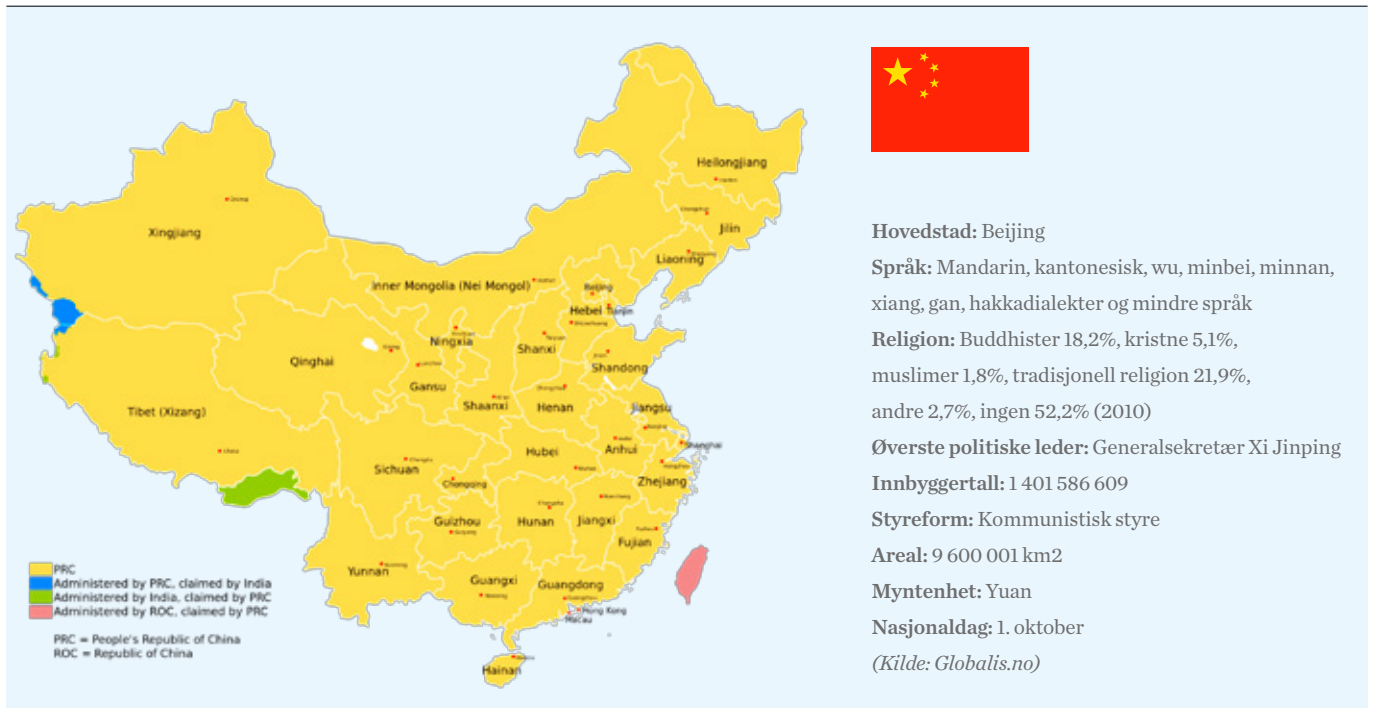 Heilongjiang
Jilin
Xingjiang
Liaoning
Inner Mongolia (Nei Mongol)
Beijing
Hebei
Tianjin
Ningxia
Shanxi
Qinghai
Shandong
Gansu
Tibet (Xizang)
Shaanxi
Henan
Jiangsu
Hubei
Anhui
Shanghai
Sichuan
Chongqing
Zhejiang
Guizhou
Hunan
Jiangxi
Fujian
Yunnan
Guangxi
Guangdong
Hong Kong
Macau
Hainan
PRC
Administered by PRC, claimed by India
Administered by India, claimed by PRC
Administered by ROC, claimed by PRC
PRC = People's Republic of China
ROC = Republic of China
Hovedstad: Beijing
Språk: Mandarin, kantonesisk, wu, minbei, minnan,
xiang, gan, hakkadialekter og mindre språk
Religion: Buddhister 18,2%, kristne 5,1%,
muslimer 1,8%, tradisjonell religion 21,9%,
andre 2,7%, ingen 52,2% (2010)
Øverste politiske leder: Generalsekretær Xi Jinping
Innbyggertall: 1 401 586 609
Styreform: Kommunistisk styre
Areal: 9 600 001 km2
Myntenhet: Yuan
Nasjonaldag: 1. oktober
(Kilde: Globalis.no)